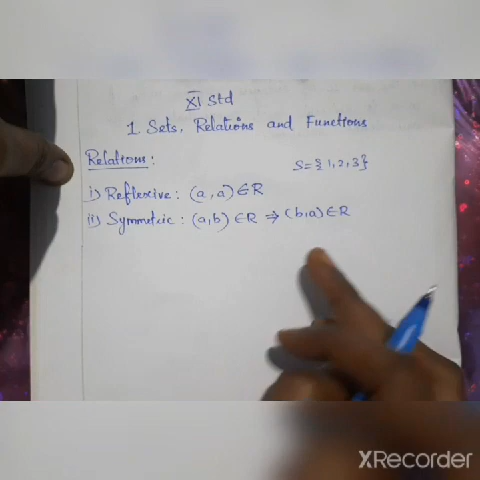 XI Std
1. Sets, Relations and Functions
Relations:
S={1,2,3}
i) Reflexive: (a,a)∈R
ii) Symmetric: (a,b)∈R ⇒ (b,a)∈R
XRecorder